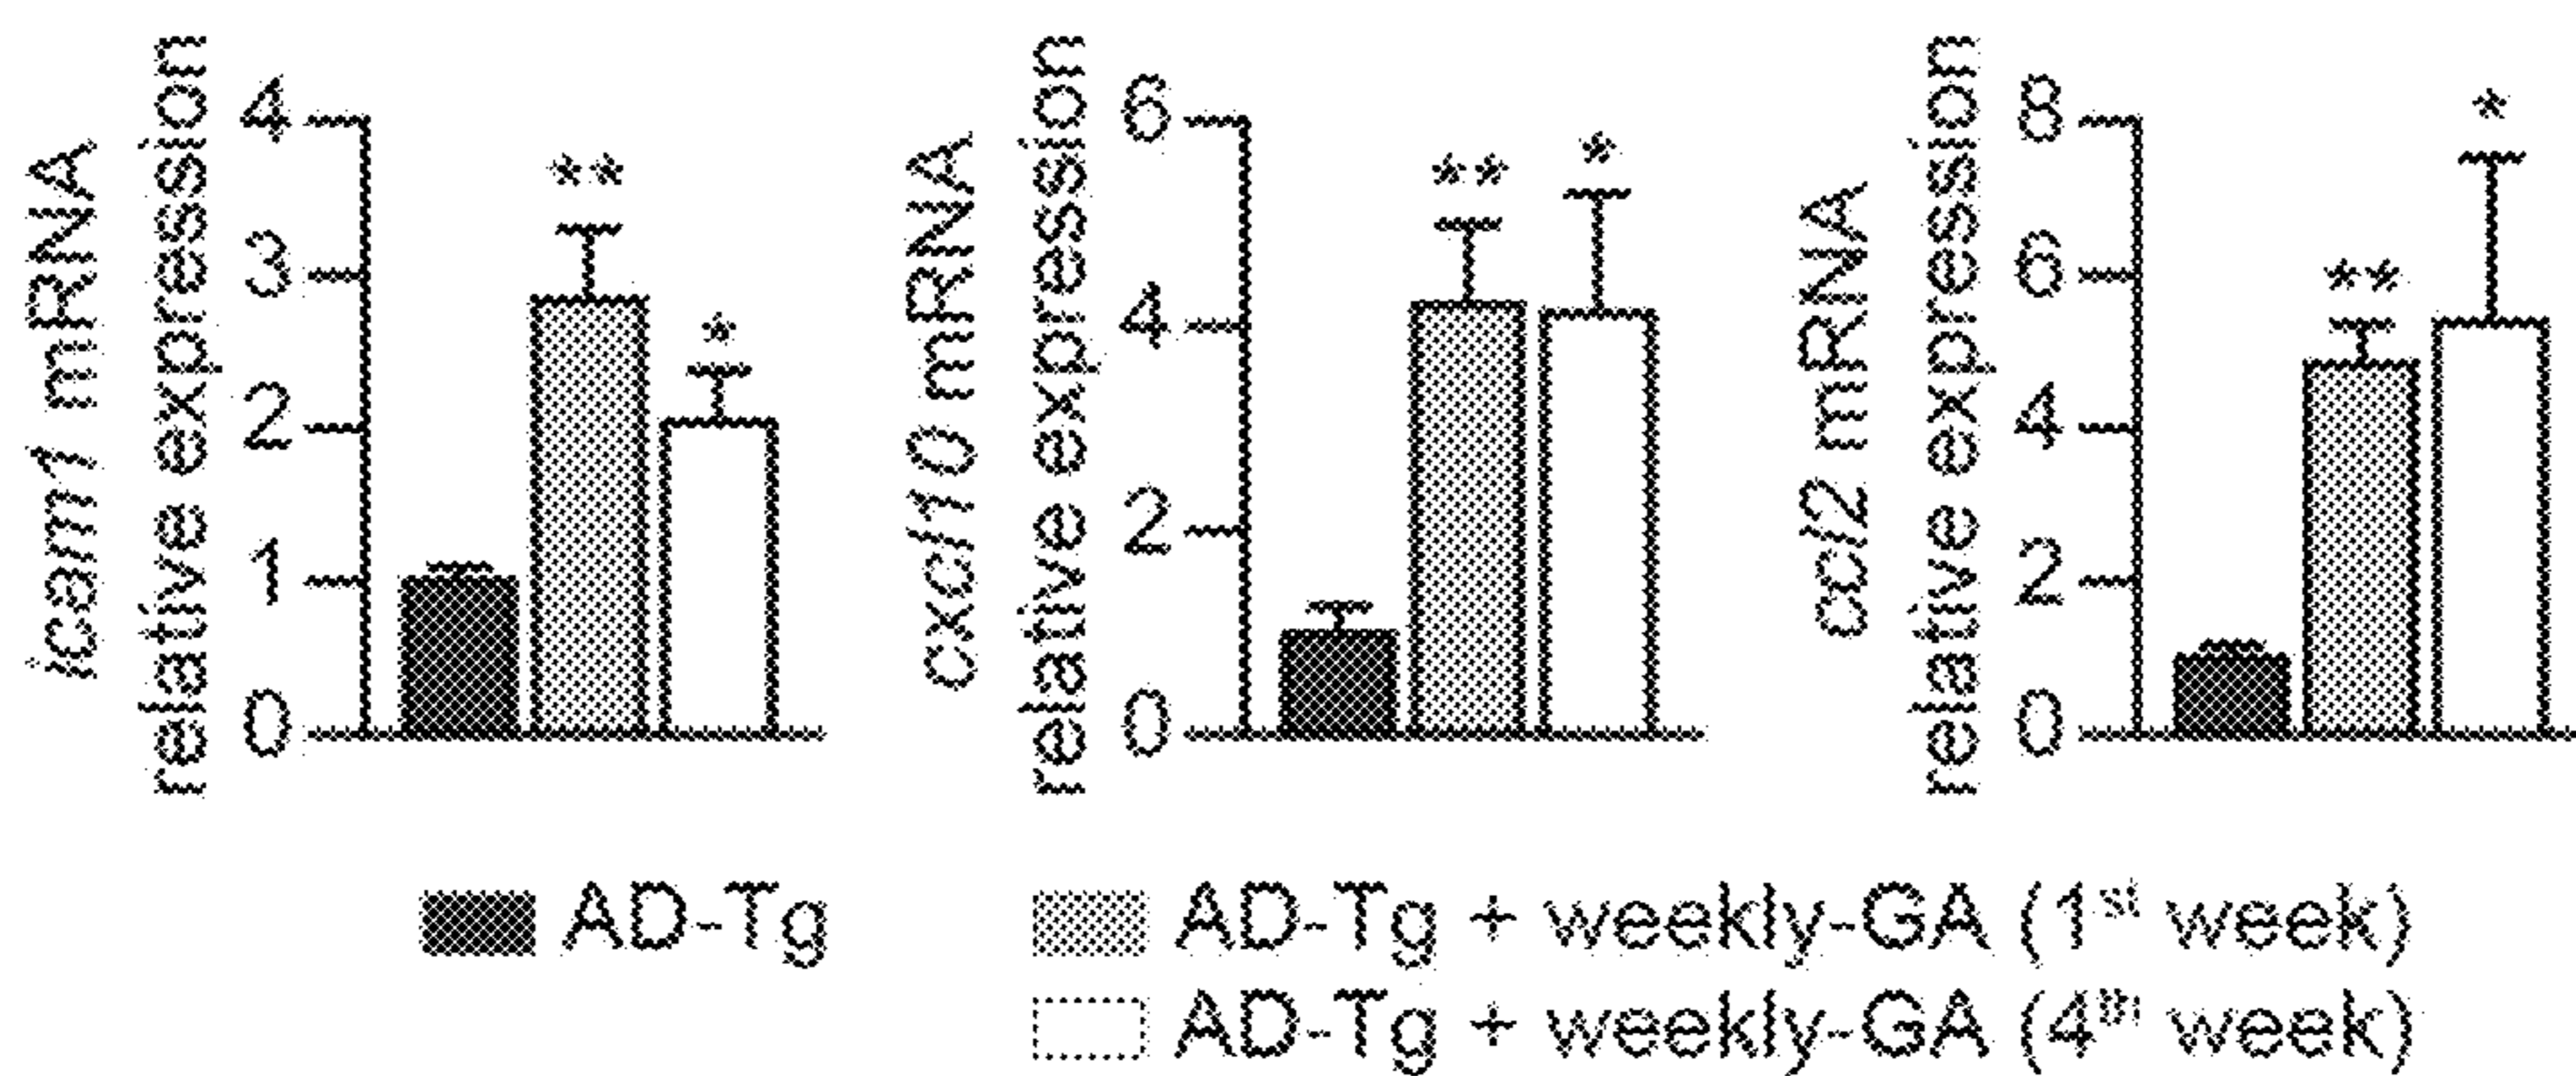 icam1 mRNA
relative expression
4
3
2
1
0
**
*
cxcl10 mRNA
relative expression
6
4
2
0
**
*
ccl2 mRNA
relative expression
8
6
4
2
0
**
*
AD-Tg
AD-Tg + weekly-GA (1st week)
AD-Tg + weekly-GA (4th week)